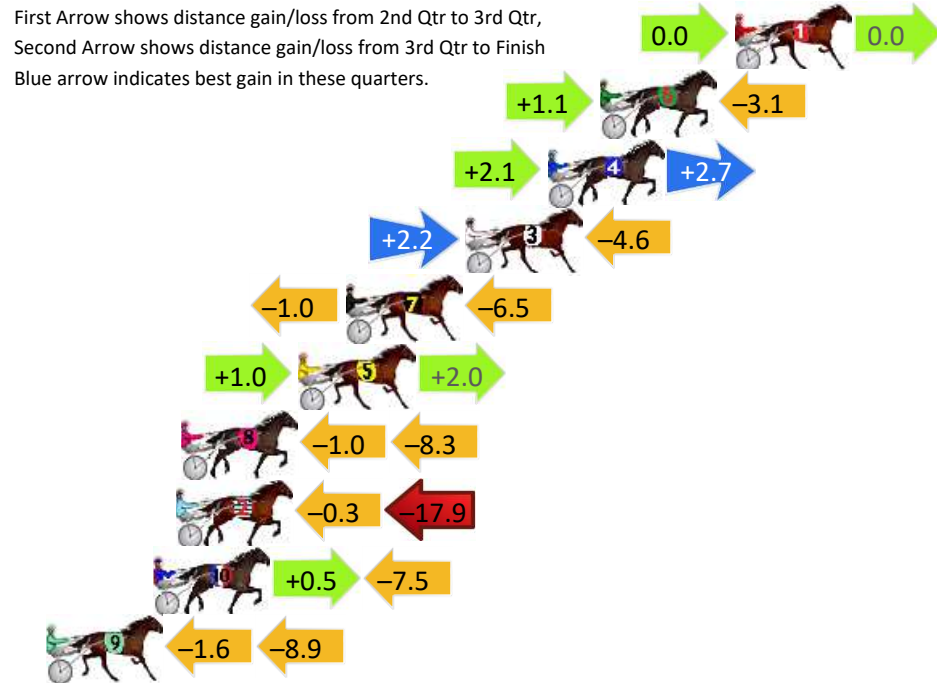 First Arrow shows distance gain/loss from 2nd Qtr to 3rd Qtr,
Second Arrow shows distance gain/loss from 3rd Qtr to Finish
Blue arrow indicates best gain in these quarters.
0.0 1 0.0
+1.1 6 –3.1
+2.1 4 +2.7
+2.2 3 –4.6
–1.0 7 –6.5
+1.0 5 +2.0
8 –1.0 –8.3
–0.3 –17.9
10 +0.5 –7.5
9 –1.6 –8.9